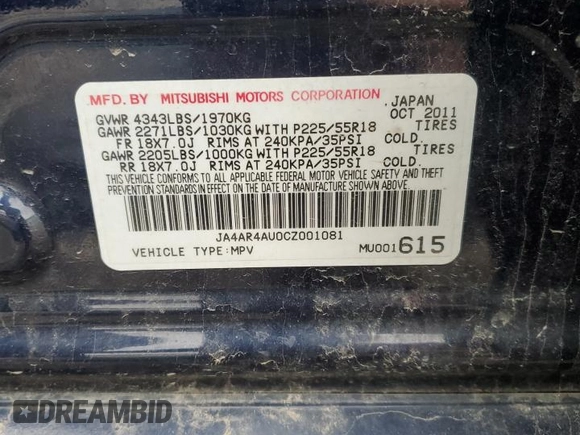 MFD. BY MITSUBISHI MOTORS CORPORATION JAPAN
GVWR 4343LBS/1970KG OCT 2011
GAWR 2271LBS/1030KG WITH P225/55R18 TIRES
FR 18X7.0J RIMS AT 240KPA/35PSI COLD.
GAWR 2205LBS/1000KG WITH P225/55R18 TIRES
RR 18X7.0J RIMS AT 240KPA/35PSI COLD.
THIS VEHICLE CONFORMS TO ALL APPLICABLE FEDERAL MOTOR VEHICLE SAFETY AND THEFT
PREVENTION STANDARDS IN EFFECT ON THE DATE OF MANUFACTURE SHOWN ABOVE.
JA4AR4AU0CZ001081
VEHICLE TYPE:MPV MU001615
DREAMBID